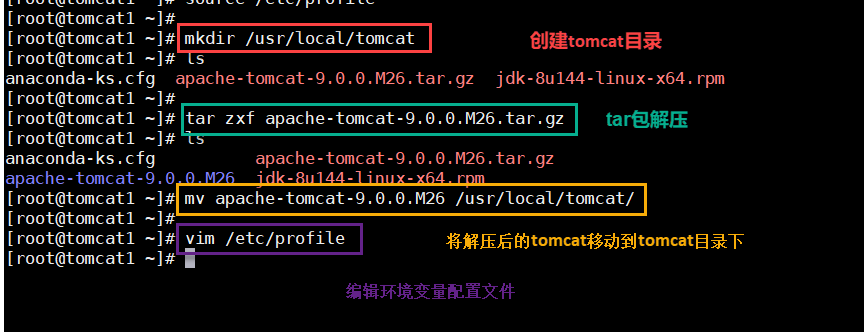 [root@tomcat1 ~]# source /etc/profile
[root@tomcat1 ~]#
[root@tomcat1 ~]# mkdir /usr/local/tomcat 创建tomcat目录
[root@tomcat1 ~]# ls
anaconda-ks.cfg apache-tomcat-9.0.0.M26.tar.gz jdk-8u144-linux-x64.rpm
[root@tomcat1 ~]#
[root@tomcat1 ~]# tar zxf apache-tomcat-9.0.0.M26.tar.gz tar包解压
[root@tomcat1 ~]# ls
anaconda-ks.cfg apache-tomcat-9.0.0.M26.tar.gz
apache-tomcat-9.0.0.M26 jdk-8u144-linux-x64.rpm
[root@tomcat1 ~]# mv apache-tomcat-9.0.0.M26 /usr/local/tomcat/
[root@tomcat1 ~]#
[root@tomcat1 ~]# vim /etc/profile 将解压后的tomcat移动到tomcat目录下
[root@tomcat1 ~]#
编辑环境变量配置文件